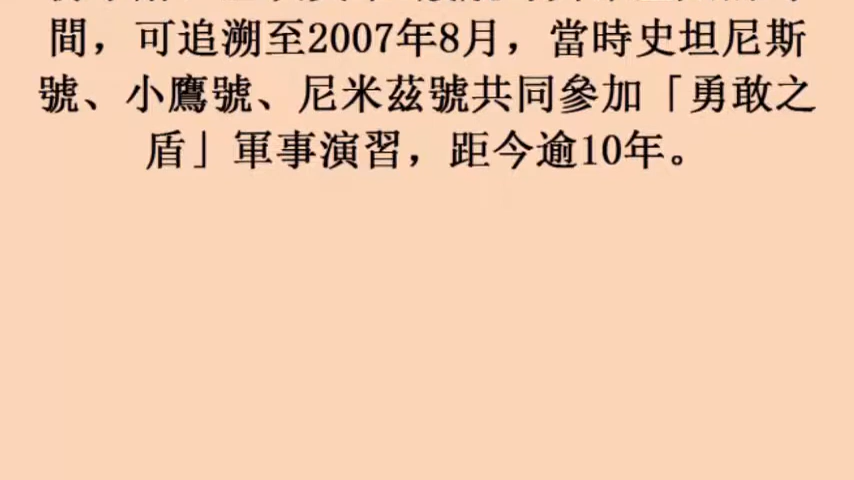 間，可追溯至2007年8月，當時史坦尼斯
號、小鷹號、尼米茲號共同參加「勇敢之
盾」軍事演習，距今逾10年。